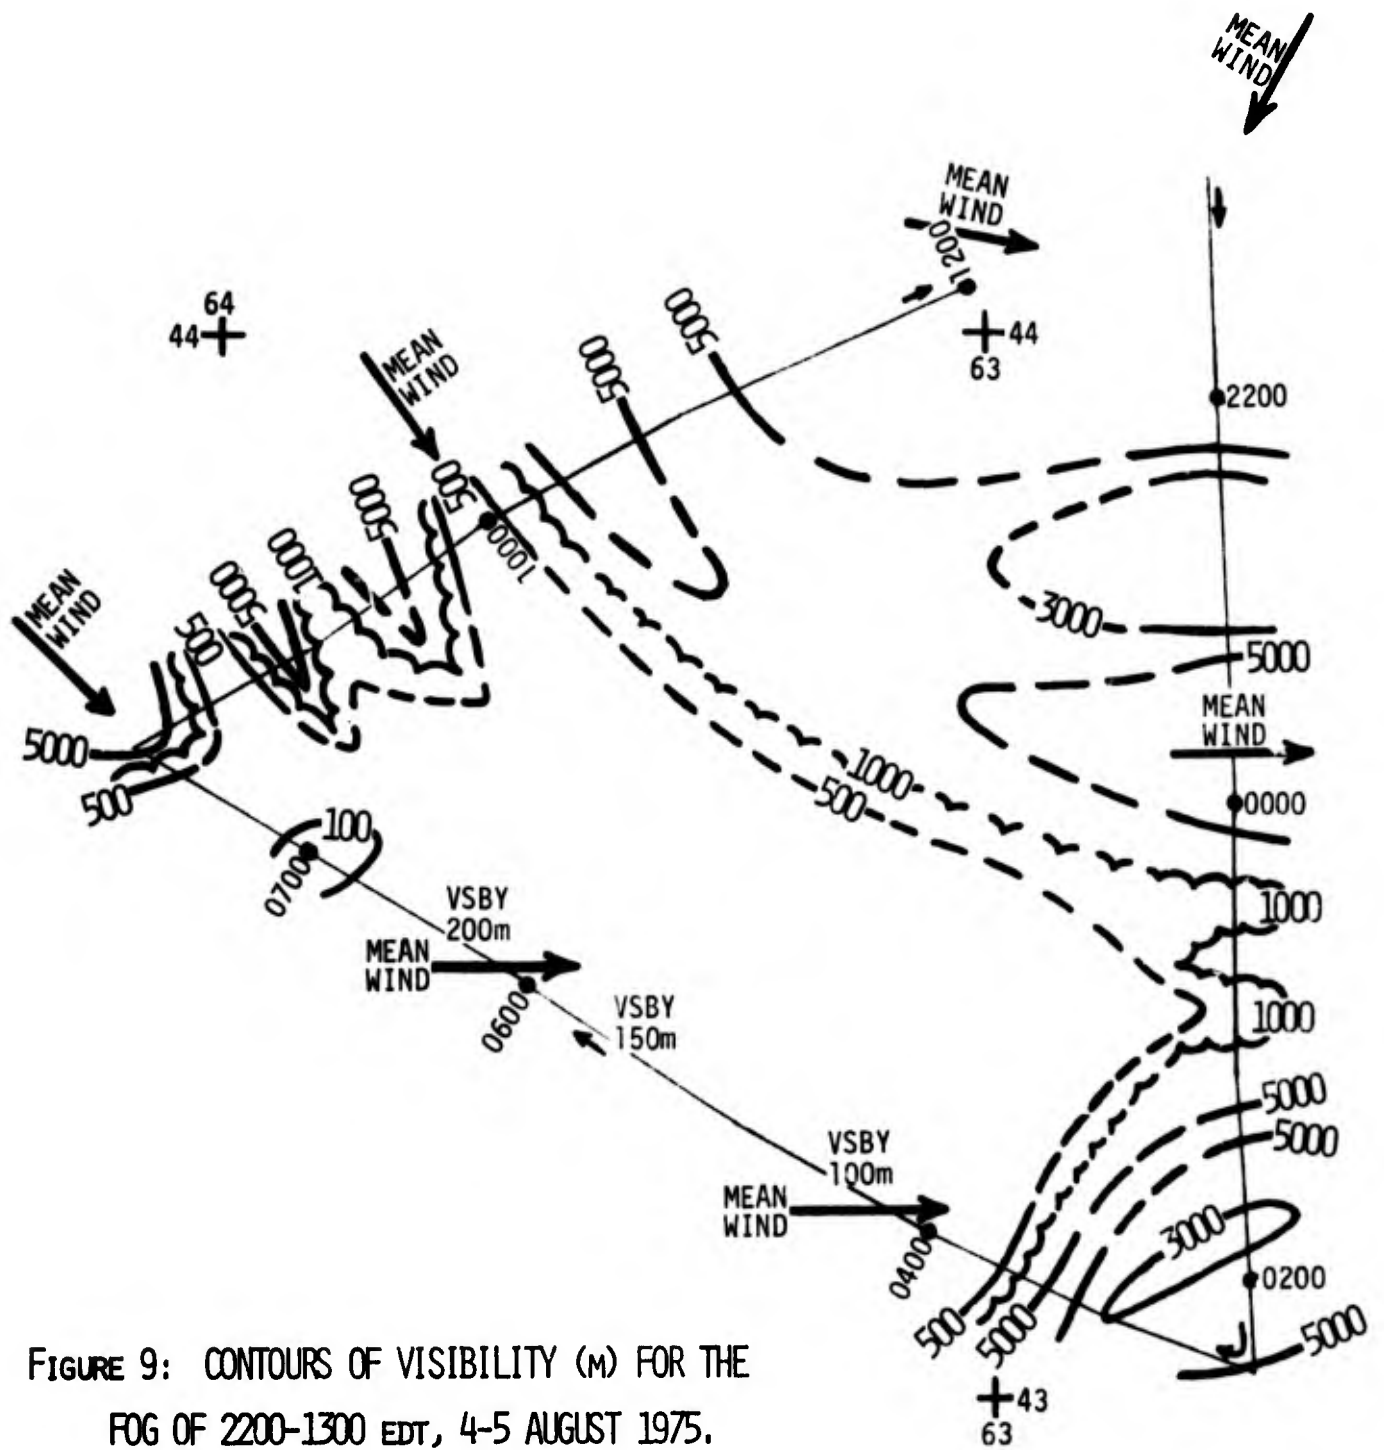 MEAN
WIND
MEAN
WIND
1200
44
63
64
44
5000
5000
MEAN
WIND
2200
500
5000
1000
1000
5000
500
3000
5000
MEAN
WIND
MEAN
WIND
5000
500
100
0700
1000
500
0000
1000
1000
VSBY
200m
MEAN
WIND
0600
VSBY
150m
5000
5000
VSBY
100m
MEAN
WIND
0400
3000
0200
500
5000
5000
43
63
FIGURE 9: CONTOURS OF VISIBILITY (M) FOR THE
FOG OF 2200-1300 EDT, 4-5 AUGUST 1975.